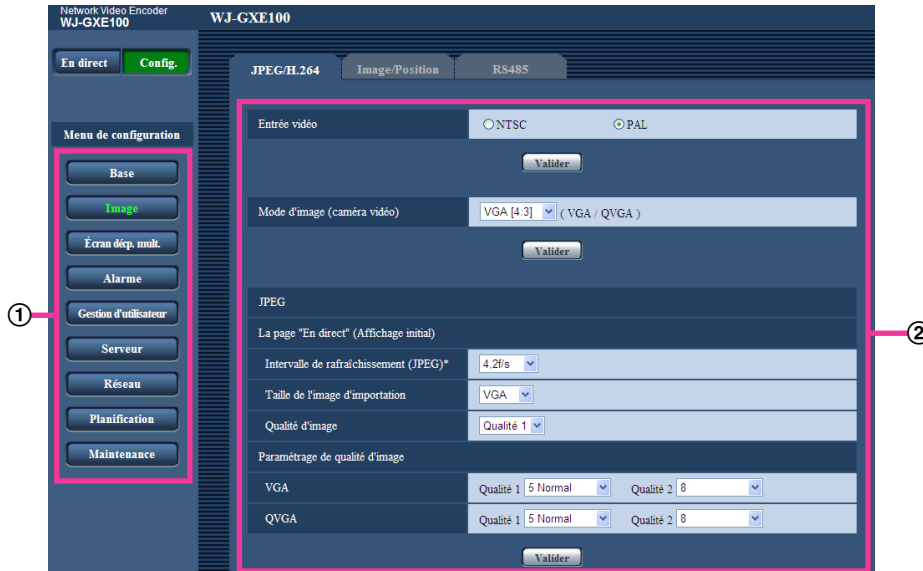 Network Video Encoder
WJ-GXE100
WJ-GXE100
En direct
Config.
JPEG/H.264
Image/Position
RS485
Menu de configuration
Base
Image
Écran décp. mult.
Alarme
Gestion d'utilisateur
Serveur
Réseau
Planification
Maintenance
①
Entrée vidéo
NTSC
PAL
Valider
Mode d'image (caméra vidéo)
VGA [4:3] ( VGA / QVGA )
Valider
JPEG
La page "En direct" (Affichage initial)
Intervalle de rafraîchissement (JPEG)*
4,2f/s
Taille de l'image d'importation
VGA
Qualité d'image
Qualité 1
Paramétrage de qualité d'image
VGA
Qualité 1 5 Normal
Qualité 2 8
QVGA
Qualité 1 5 Normal
Qualité 2 8
Valider
②